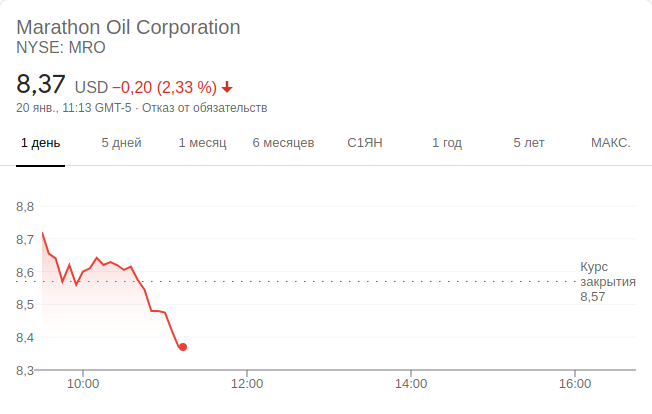 Marathon Oil Corporation
NYSE: MRO
8,37 USD −0,20 (2,33 %)
20 янв., 11:13 GMT-5 · Отказ от обязательств
1 день 5 дней 1 месяц 6 месяцев С1ЯН 1 год 5 лет МАКС.
8,8
8,7
8,6
8,5
8,4
8,3
Курс
закрытия
8,57
10:00 12:00 14:00 16:00